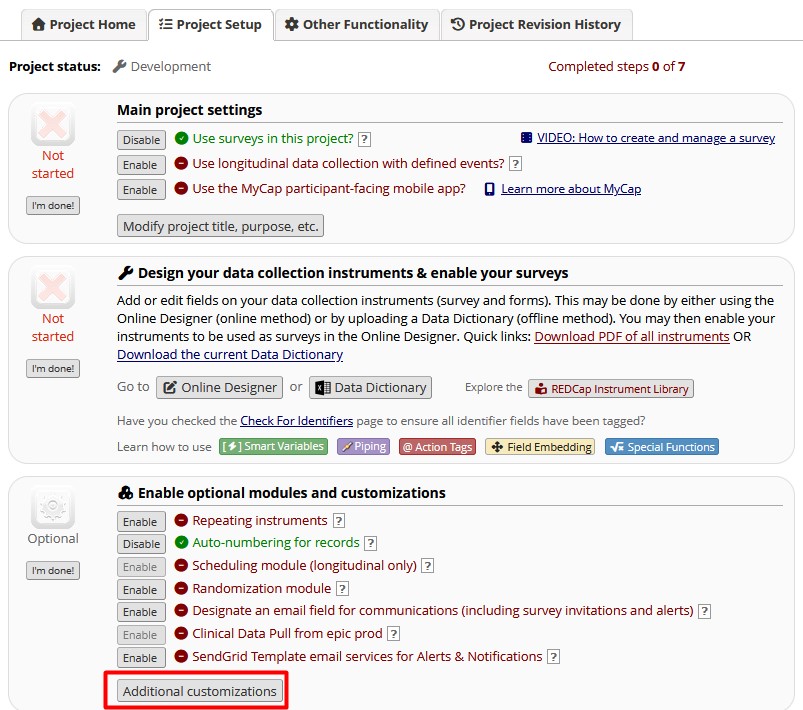 Project Home
Project Setup
Other Functionality
Project Revision History
Project status: Development
Completed steps 0 of 7
Not started
I'm done!
Main project settings
Disable Use surveys in this project? ? VIDEO: How to create and manage a survey
Enable Use longitudinal data collection with defined events? ?
Enable Use the MyCap participant-facing mobile app? Learn more about MyCap
Modify project title, purpose, etc.
Not started
I'm done!
Design your data collection instruments & enable your surveys
Add or edit fields on your data collection instruments (survey and forms). This may be done by either using the
Online Designer (online method) or by uploading a Data Dictionary (offline method). You may then enable your
instruments to be used as surveys in the Online Designer. Quick links: Download PDF of all instruments OR
Download the current Data Dictionary
Go to Online Designer or Data Dictionary Explore the REDCap Instrument Library
Have you checked the Check For Identifiers page to ensure all identifier fields have been tagged?
Learn how to use [⚡] Smart Variables Piping @ Action Tags Field Embedding √x Special Functions
Optional
I'm done!
Enable optional modules and customizations
Enable Repeating instruments ?
Disable Auto-numbering for records ?
Enable Scheduling module (longitudinal only) ?
Enable Randomization module ?
Enable Designate an email field for communications (including survey invitations and alerts) ?
Enable Clinical Data Pull from epic prod ?
Enable SendGrid Template email services for Alerts & Notifications ?
Additional customizations